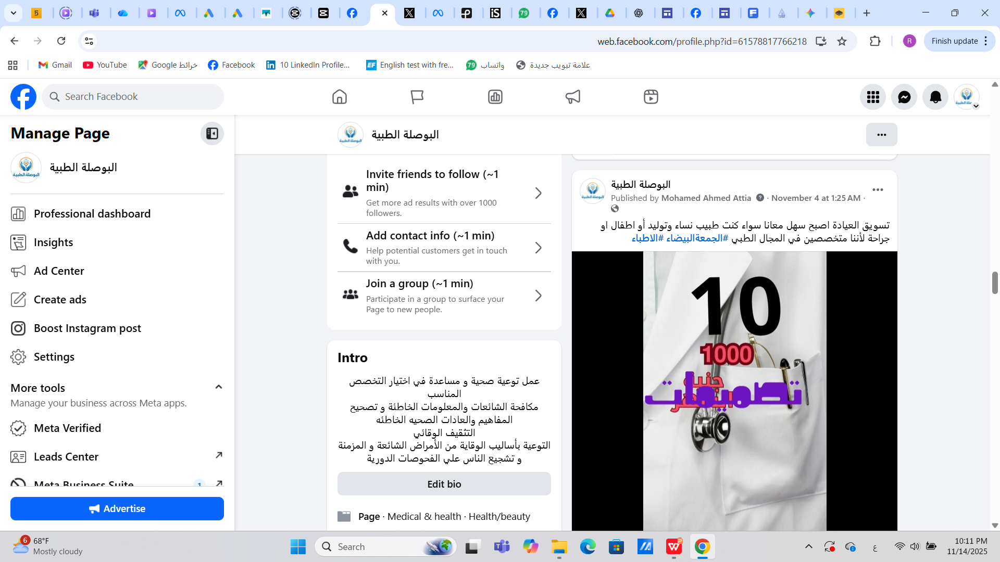 5
79
web.facebook.com/profile.php?id=61578817766218
R
Finish update
Gmail
YouTube
خرائط Google
Facebook
10 LinkedIn Profile...
EF
English test with fre...
79
واتساب
علامة تبويب جديدة
Search Facebook
Manage Page
البوصلة الطبية
البوصلة الطبية
Professional dashboard
Insights
Ad Center
Create ads
Boost Instagram post
Settings
More tools
Manage your business across Meta apps.
Meta Verified
Leads Center
Meta Business Suite
1
Advertise
البوصلة الطبية
Invite friends to follow (~1
min)
Get more ad results with over 1000
followers.
Add contact info (~1 min)
Help potential customers get in touch
with you.
Join a group (~1 min)
Participate in a group to surface your
Page to new people.
Intro
عمل توعية صحية و مساعدة في اختيار التخصص
المناسب
مكافحة الشائعات والمعلومات الخاطئة و تصحيح
المفاهيم والعادات الصحيه الخاطئه
التثقيف الوقائي
التوعية بأساليب الوقاية من الأمراض الشائعة و المزمنة
و تشجيع الناس علي الفحوصات الدورية
Edit bio
Page · Medical & health · Health/beauty
البوصلة الطبية
Published by Mohamed Ahmed Attia · November 4 at 1:25 AM ·
تسويق العيادة اصبح سهل معانا سواء كنت طبيب نساء وتوليد أو اطفال او
جراحة لأننا متخصصين في المجال الطبي #الجمعةالبيضاء #الاطباء
10
1000
جنية
تصميمات
6
68°F
Mostly cloudy
Search
ع
10:11 PM
11/14/2025